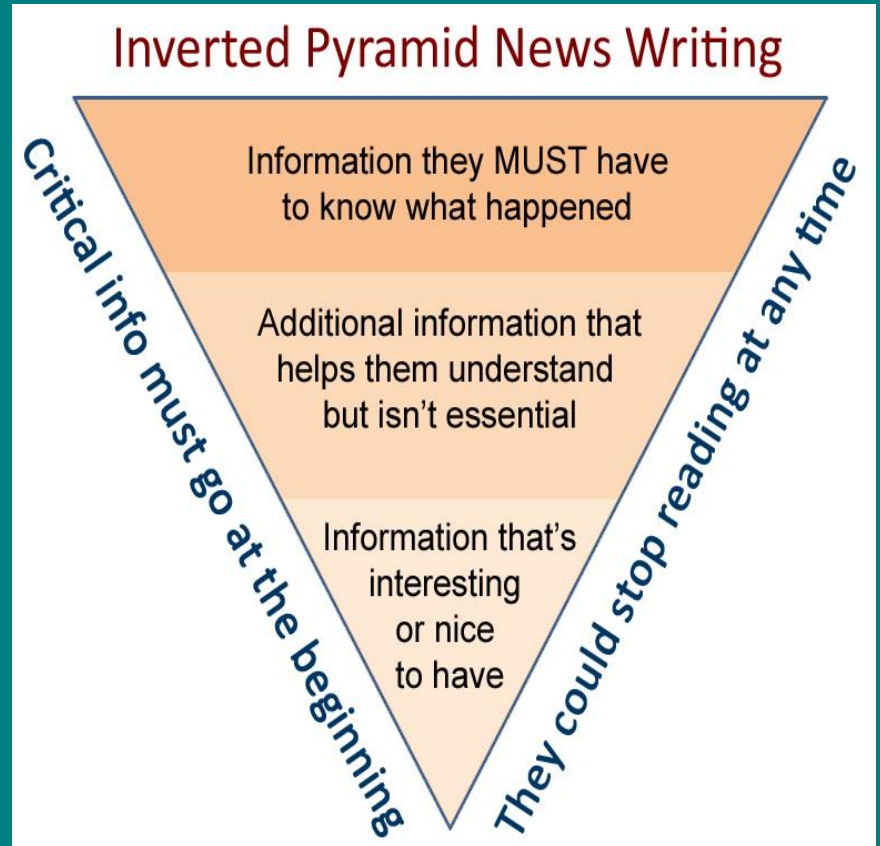 Inverted Pyramid News Writing
Critical info must go at the beginning
Information they MUST have
to know what happened
Additional information that
helps them understand
but isn't essential
Information that's
interesting
or nice
to have
They could stop reading at any time